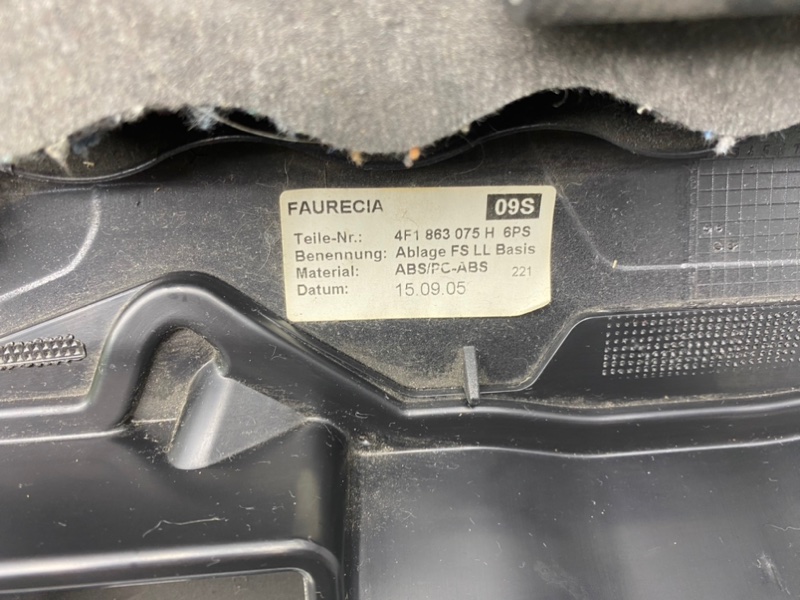 FAURECIA 09S
Teile-Nr.: 4F1 863 075 H 6PS
Benennung: Ablage FS LL Basis
Material: ABS/PC-ABS 221
Datum: 15.09.05